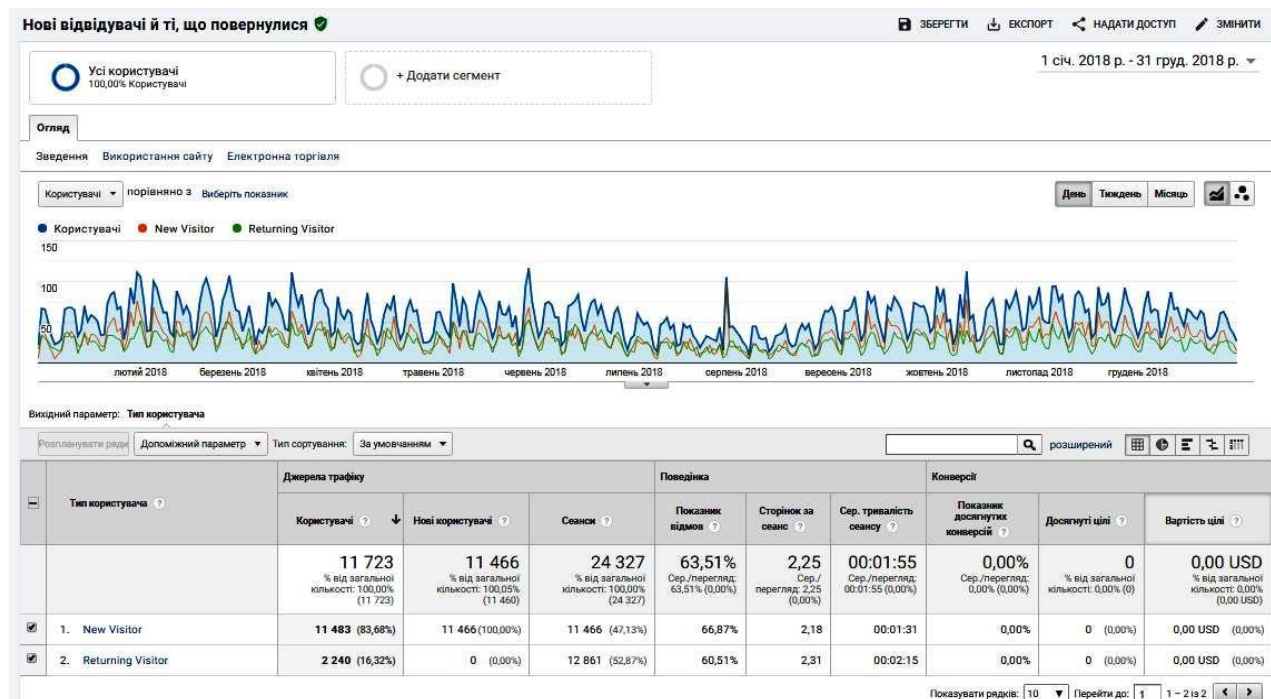 Нові відвідувачі й ті, що повернулися
ЗБЕРЕГТИ ЕКСПОРТ НАДАТИ ДОСТУП ЗМІНИТИ
Усі користувачі
100,00% Користувачі
+ Додати сегмент
1 січ. 2018 р. - 31 груд. 2018 р.
Огляд
Зведення Використання сайту Електронна торгівля
Користувачі порівняно з Виберіть показник
День Тиждень Місяць
Користувачі New Visitor Returning Visitor
150
100
50
лютий 2018 березень 2018 квітень 2018 травень 2018 червень 2018 липень 2018 серпень 2018 вересень 2018 жовтень 2018 листопад 2018 грудень 2018
Вихідний параметр: Тип користувача
Розпланувати ряди Допоміжний параметр Тип сортування: За умовчанням розширений
Джерела трафіку Поведінка Конверсії
Тип користувача ? Користувачі ? Нові користувачі ? Сеанси ? Показник відмов ? Сторінок за сеанс ? Сер. тривалість сеансу ? Показник досягнутих конверсій ? Досягнуті цілі ? Вартість цілі ?
11 723 11 466 24 327 63,51% 2,25 00:01:55 0,00% 0 0,00 USD
% від загальної кількості: 100,00% (11 723) % від загальної кількості: 100,05% (11 460) % від загальної кількості: 100,00% (24 327) Сер./перегляд: 63,51% (0,00%) Сер./перегляд: 2,25 (0,00%) Сер./перегляд: 00:01:55 (0,00%) Сер./перегляд: 0,00% (0,00%) % від загальної кількості: 0,00% (0) % від загальної кількості: 0,00% (0,00 USD)
1. New Visitor 11 483 (83,68%) 11 466 (100,00%) 11 466 (47,13%) 66,87% 2,18 00:01:31 0,00% 0 (0,00%) 0,00 USD (0,00%)
2. Returning Visitor 2 240 (16,32%) 0 (0,00%) 12 861 (52,87%) 60,51% 2,31 00:02:15 0,00% 0 (0,00%) 0,00 USD (0,00%)
Показувати рядків: 10 Перейти до: 1 1 – 2 із 2